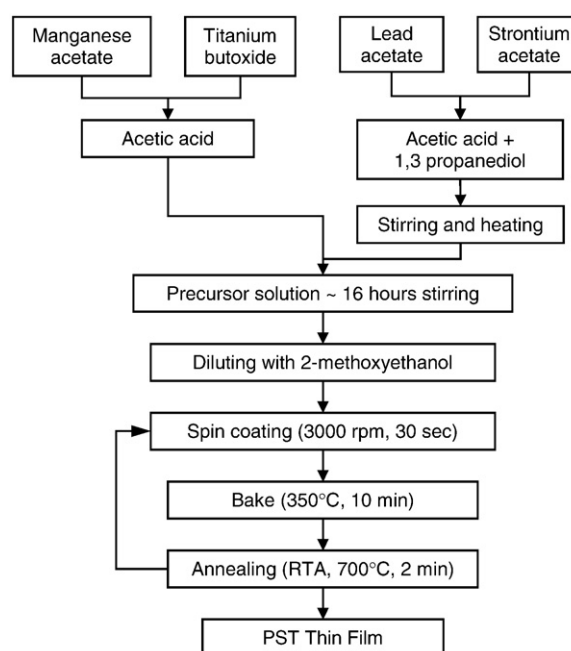 Manganese
acetate
Titanium
butoxide
Lead
acetate
Strontium
acetate
Acetic acid
Acetic acid +
1,3 propanediol
Stirring and heating
Precursor solution ~ 16 hours stirring
Diluting with 2-methoxyethanol
Spin coating (3000 rpm, 30 sec)
Bake (350°C, 10 min)
Annealing (RTA, 700°C, 2 min)
PST Thin Film